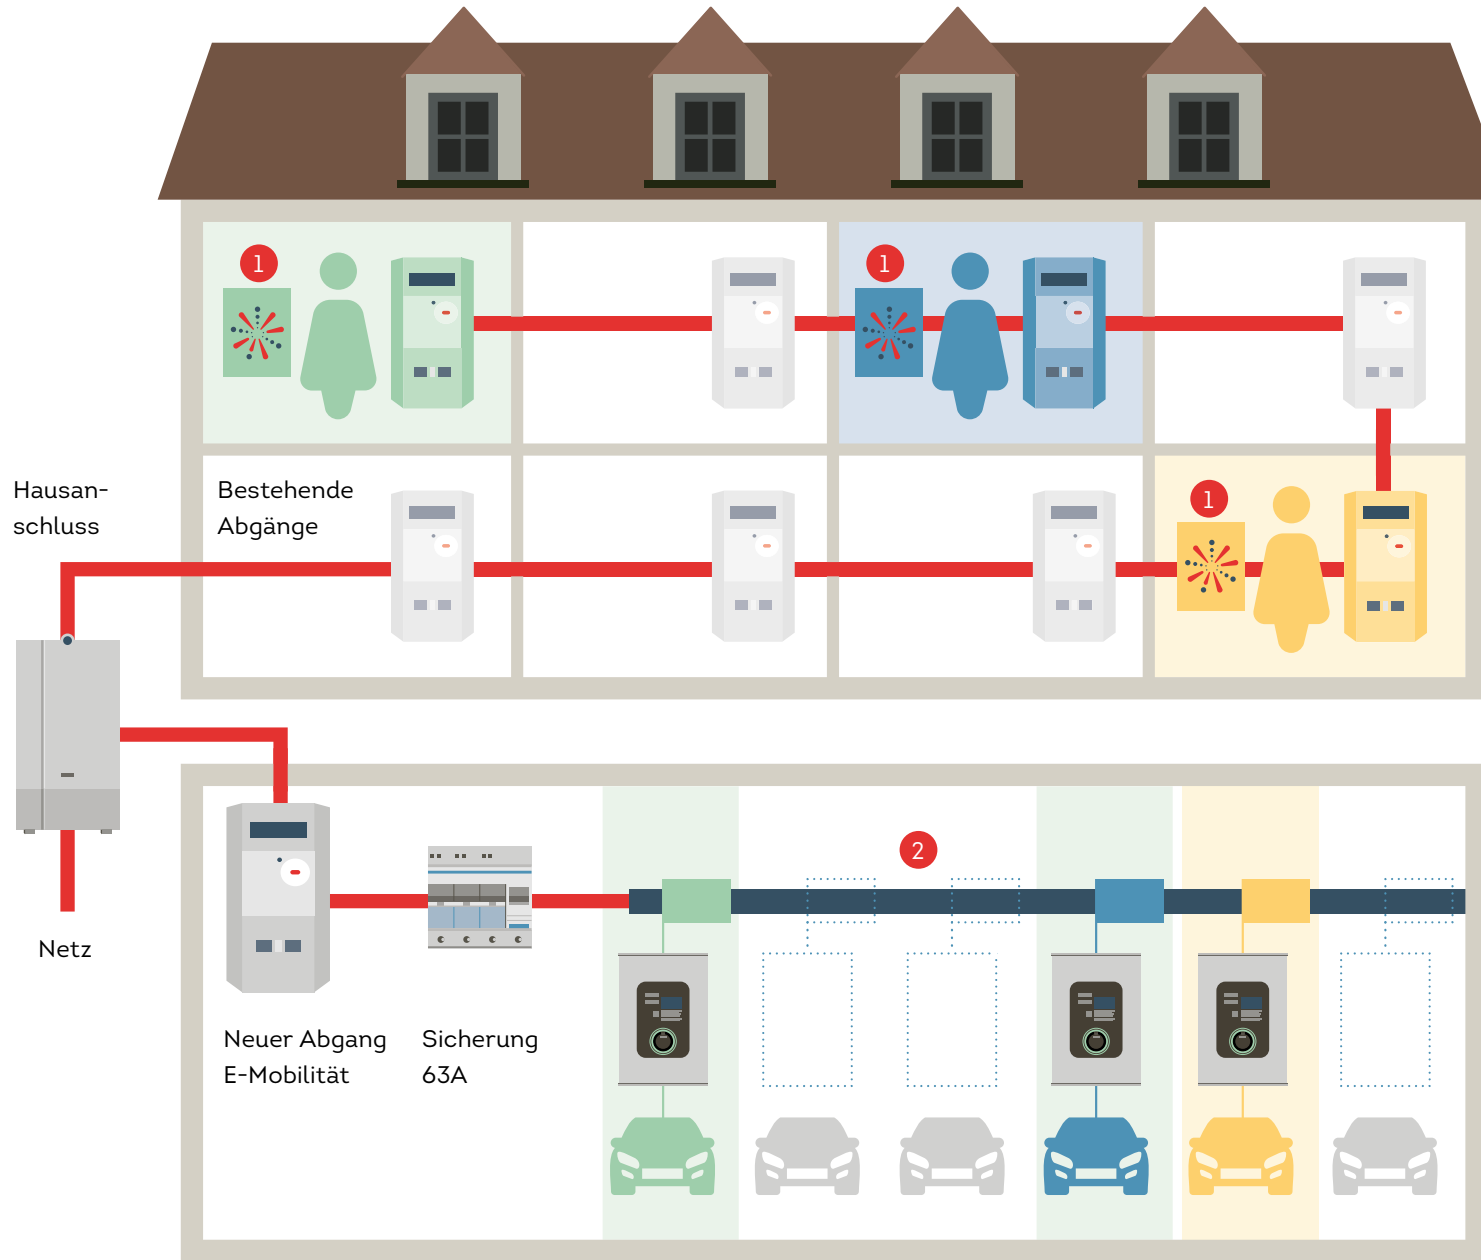 1
1
Hausan-
schluss
Bestehende
Abgänge
1
2
Netz
Neuer Abgang
E-Mobilität
Sicherung
63A